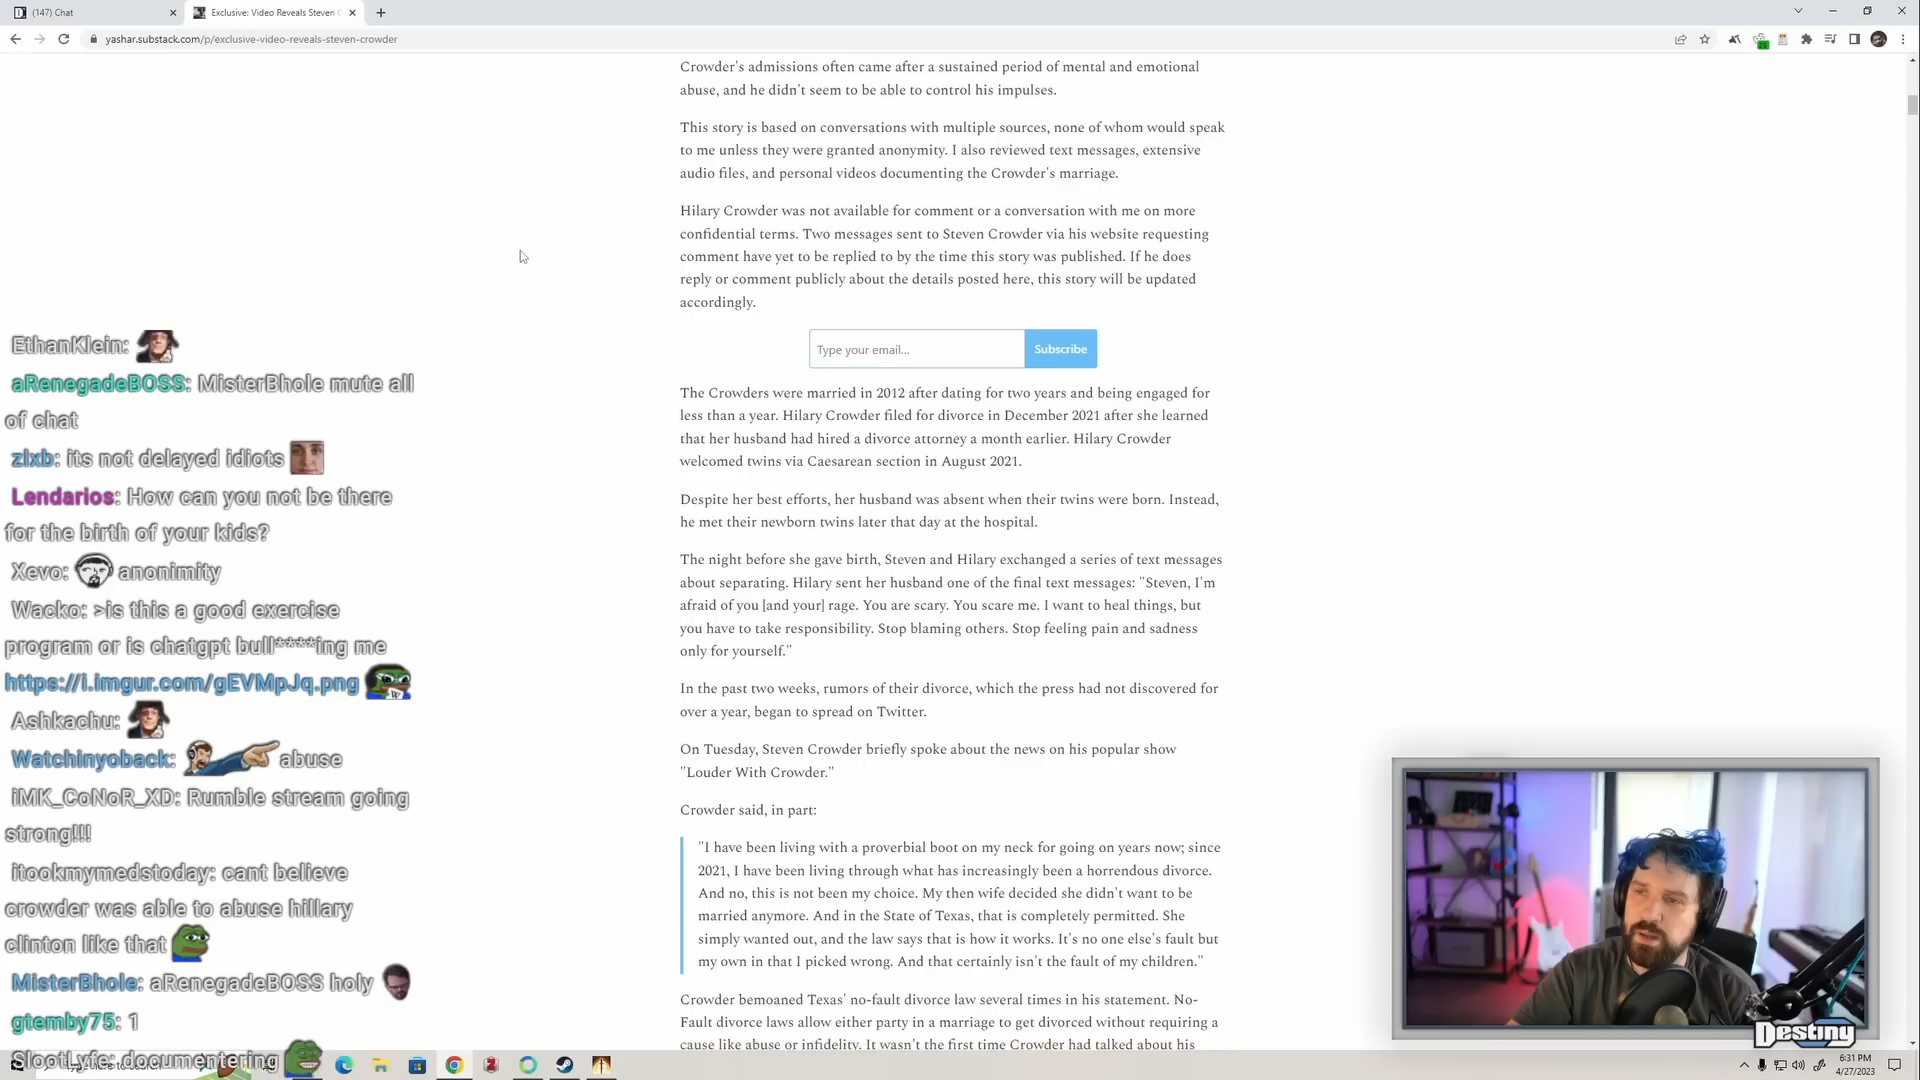 (147) Chat
Exclusive: Video Reveals Steven C
yashar.substack.com/p/exclusive-video-reveals-steven-crowder
Crowder's admissions often came after a sustained period of mental and emotional
abuse, and he didn't seem to be able to control his impulses.
This story is based on conversations with multiple sources, none of whom would speak
to me unless they were granted anonymity. I also reviewed text messages, extensive
audio files, and personal videos documenting the Crowder's marriage.
Hilary Crowder was not available for comment or a conversation with me on more
confidential terms. Two messages sent to Steven Crowder via his website requesting
comment have yet to be replied to by the time this story was published. If he does
reply or comment publicly about the details posted here, this story will be updated
accordingly.
Type your email...
Subscribe
The Crowders were married in 2012 after dating for two years and being engaged for
less than a year. Hilary Crowder filed for divorce in December 2021 after she learned
that her husband had hired a divorce attorney a month earlier. Hilary Crowder
welcomed twins via Caesarean section in August 2021.
Despite her best efforts, her husband was absent when their twins were born. Instead,
he met their newborn twins later that day at the hospital.
The night before she gave birth, Steven and Hilary exchanged a series of text messages
about separating. Hilary sent her husband one of the final text messages: "Steven, I'm
afraid of you [and your] rage. You are scary. You scare me. I want to heal things, but
you have to take responsibility. Stop blaming others. Stop feeling pain and sadness
only for yourself."
In the past two weeks, rumors of their divorce, which the press had not discovered for
over a year, began to spread on Twitter.
On Tuesday, Steven Crowder briefly spoke about the news on his popular show
"Louder With Crowder."
Crowder said, in part:
"I have been living with a proverbial boot on my neck for going on years now; since
2021, I have been living through what has increasingly been a horrendous divorce.
And no, this is not been my choice. My then wife decided she didn't want to be
married anymore. And in the State of Texas, that is completely permitted. She
simply wanted out, and the law says that is how it works. It's no one else's fault but
my own in that I picked wrong. And that certainly isn't the fault of my children."
Crowder bemoaned Texas' no-fault divorce law several times in his statement. No-
Fault divorce laws allow either party in a marriage to get divorced without requiring a
cause like abuse or infidelity. It wasn't the first time Crowder had talked about his
EthanKlein:
aRenegadeBOSS: MisterBhole mute all
of chat
zlxb: its not delayed idiots
Lendarios: How can you not be there
for the birth of your kids?
Xevo: anonimity
Wacko: >is this a good exercise
program or is chatgpt bull****ing me
https://i.imgur.com/gEVMpJq.png
Ashkachu:
Watchinyoback: abuse
iMK_CoNoR_XD: Rumble stream going
strong!!!
itookmymedstoday: cant believe
crowder was able to abuse hillary
clinton like that
MisterBhole: aRenegadeBOSS holy
gtemby75: 1
SlootLyfe: documentering
Destiny
6:31 PM
4/27/2023